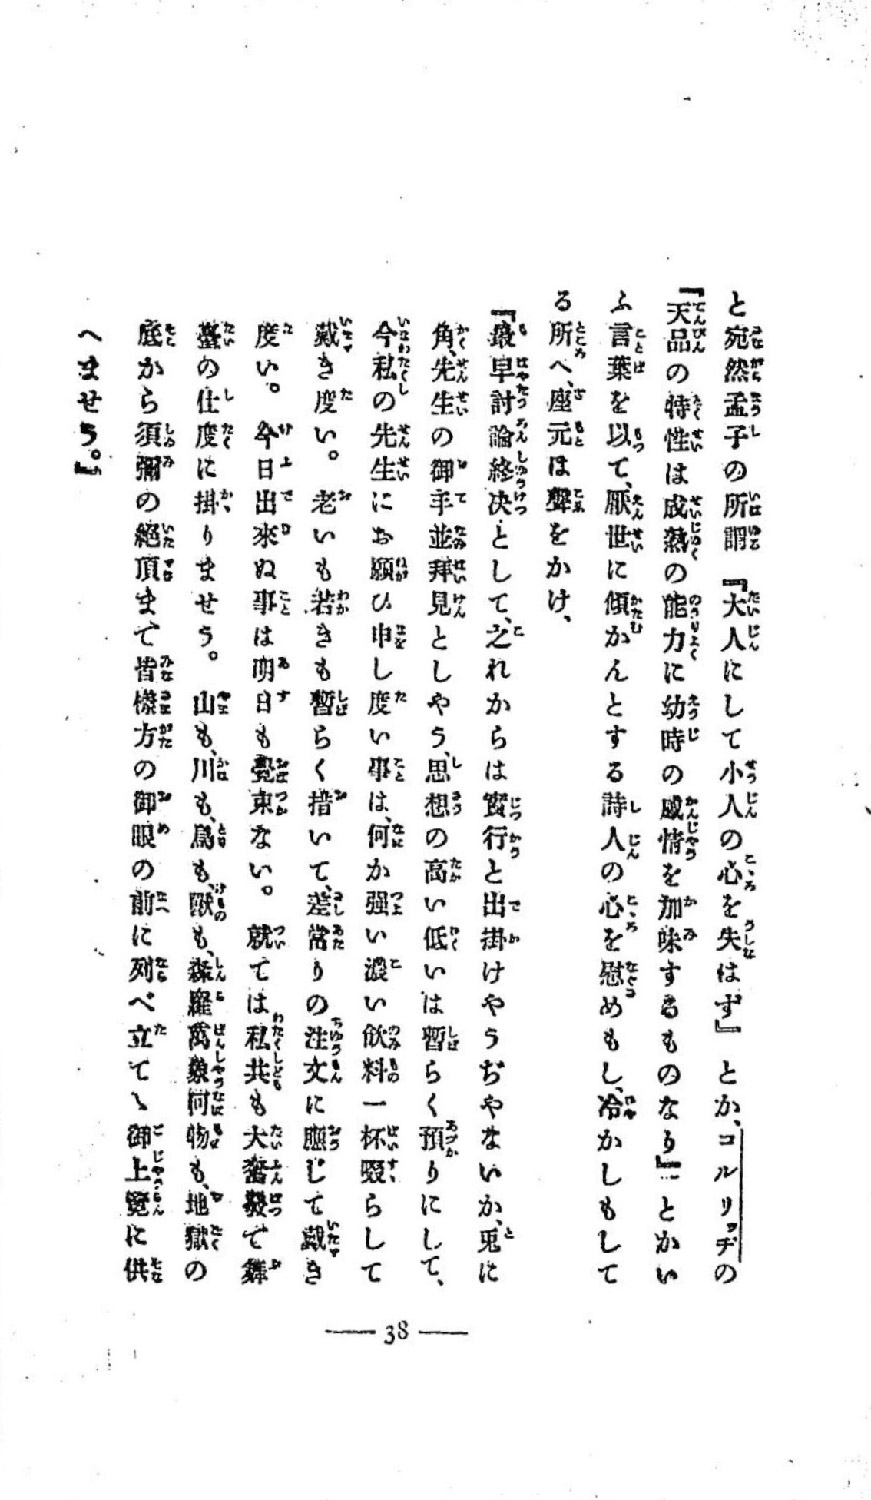 と宛然孟子の所謂『大人にして小人の心を失はず』とか、コルリッヂの
『天品の特性は成熟の能力に幼時の感情を加味するものなり』とかい
ふ言葉を以て、厭世に傾かんとする詩人の心を慰めもし、冷かしもして
る所へ、座元は聲をかけ、
『最早討論終決として、之れからは實行と出掛けやうぢやないか、兎に
角、先生の御手並拜見としやう、思想の高い低いは暫らく預りにして、
今私の先生にお願ひ申し度い事は、何か强い濃い飮料一杯啜らして
戴き度い。老いも若きも暫らく措いて、差當りの注文に應じて戴き
度い。今日出來ぬ事は明日も覺束ない。就ては私共も大奮發で舞
臺の仕度に掛りませう。山も、川も、鳥も、獸も、森羅萬象何物も、地獄の
底から須彌の絕頂まで皆樣方の御眼の前に列べ立てゝ御上覽に供
へませう。』
38